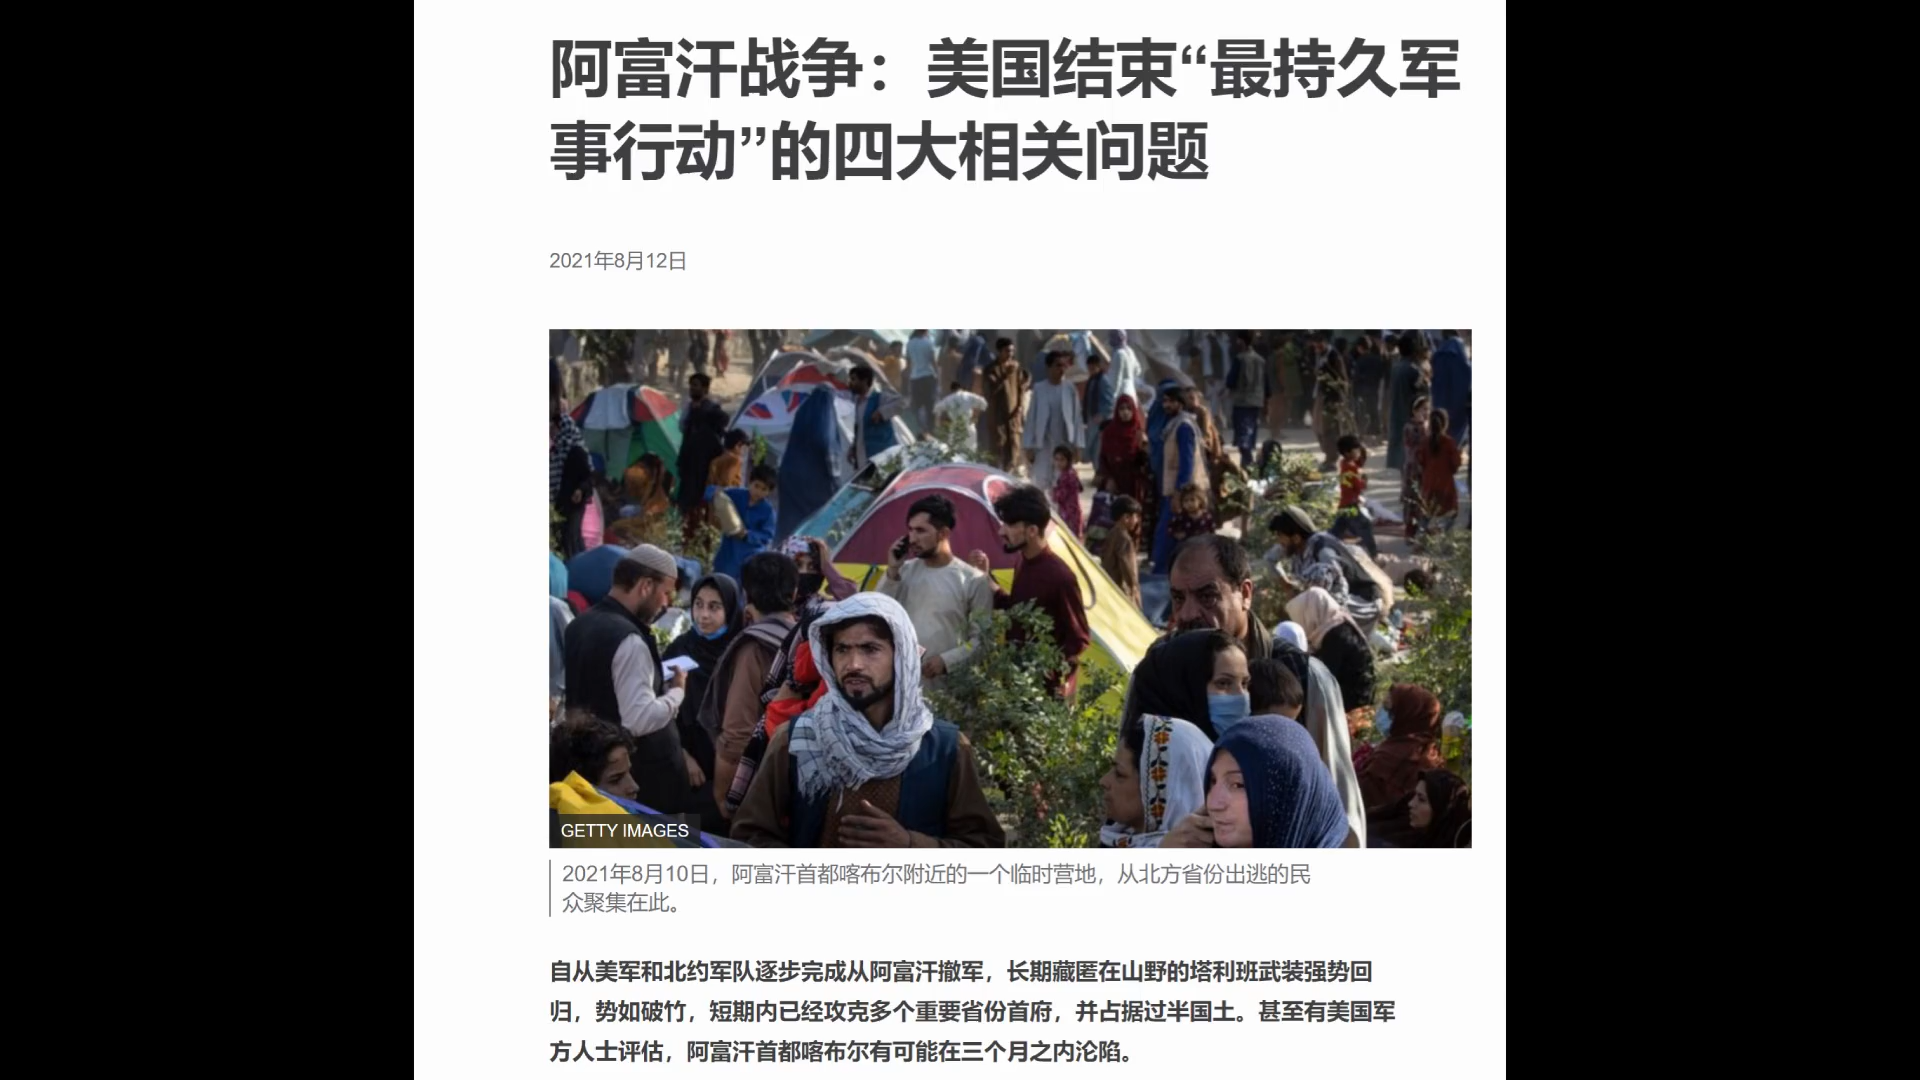 阿富汗战争：美国结束“最持久军
事行动”的四大相关问题
2021年8月12日
GETTY IMAGES
2021年8月10日，阿富汗首都喀布尔附近的一个临时营地，从北方省份出逃的民
众聚集在此。
自从美军和北约军队逐步完成从阿富汗撤军，长期藏匿在山野的塔利班武装强势回
归，势如破竹，短期内已经攻克多个重要省份首府，并占据过半国土。甚至有美国军
方人士评估，阿富汗首都喀布尔有可能在三个月之内沦陷。